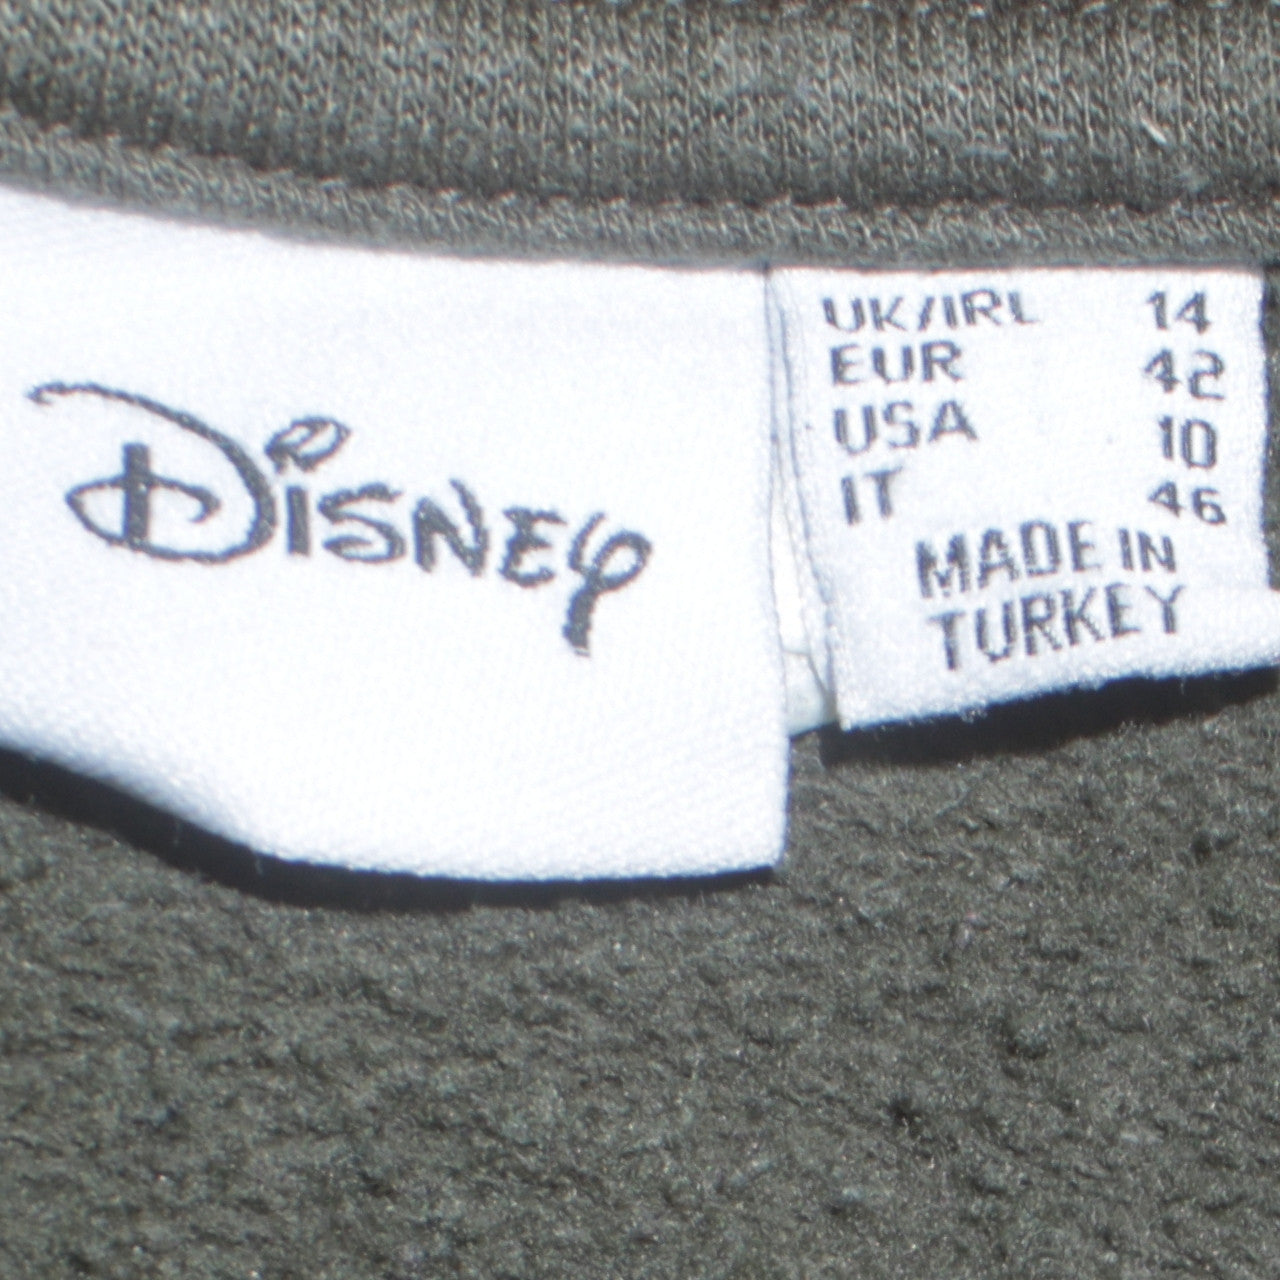 Disney
UK/IRL 14
EUR 42
USA 10
IT 46
MADE IN
TURKEY